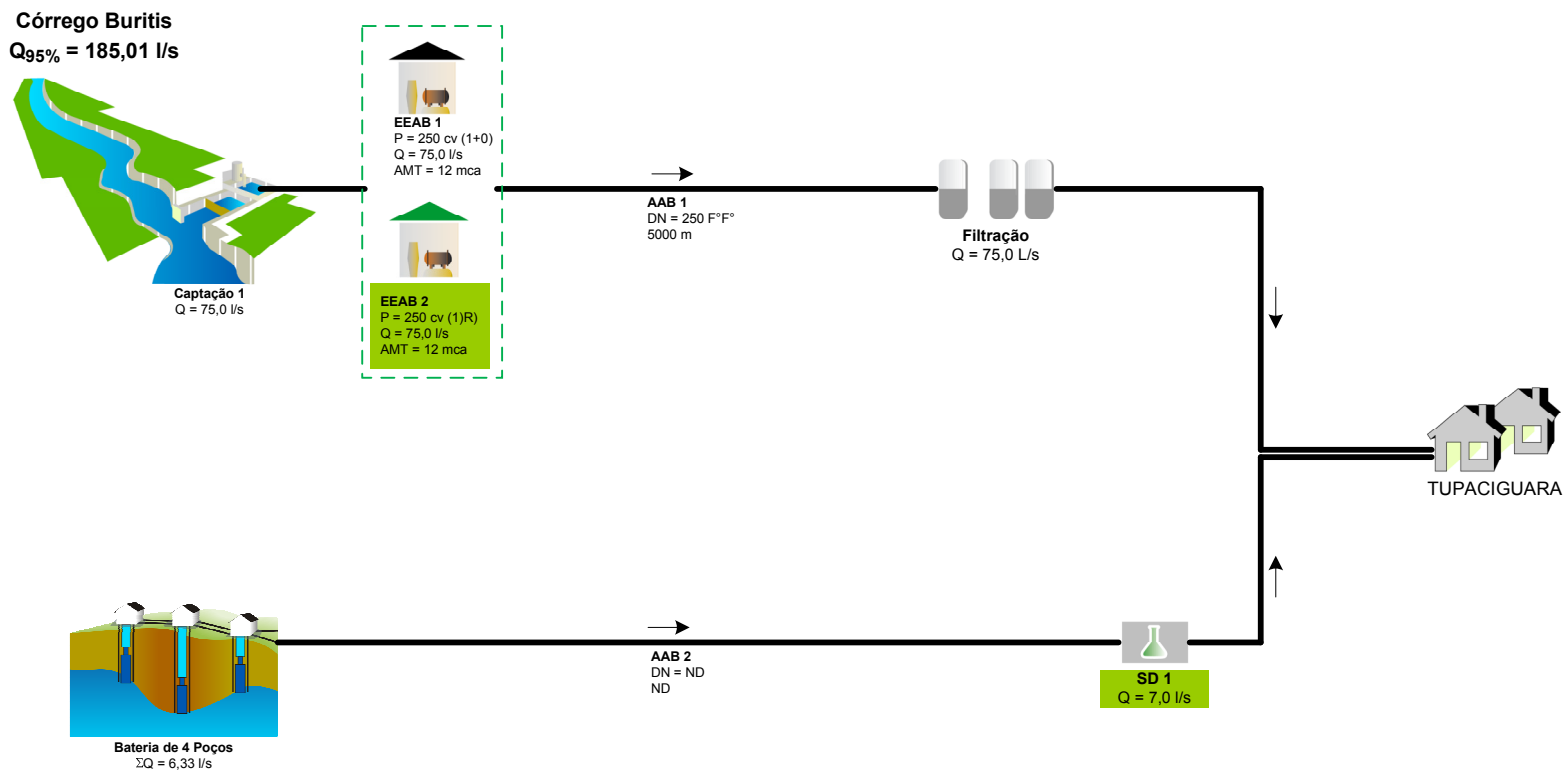 Córrego Buritis
Q95% = 185,01 l/s
Captação 1
Q = 75,0 l/s
EEAB 1
P = 250 cv (1+0)
Q = 75,0 l/s
AMT = 12 mca
EEAB 2
P = 250 cv (1)R)
Q = 75,0 l/s
AMT = 12 mca
AAB 1
DN = 250 F°F°
5000 m
Filtração
Q = 75,0 L/s
TUPACIGUARA
Bateria de 4 Poços
ΣQ = 6,33 l/s
AAB 2
DN = ND
ND
SD 1
Q = 7,0 l/s